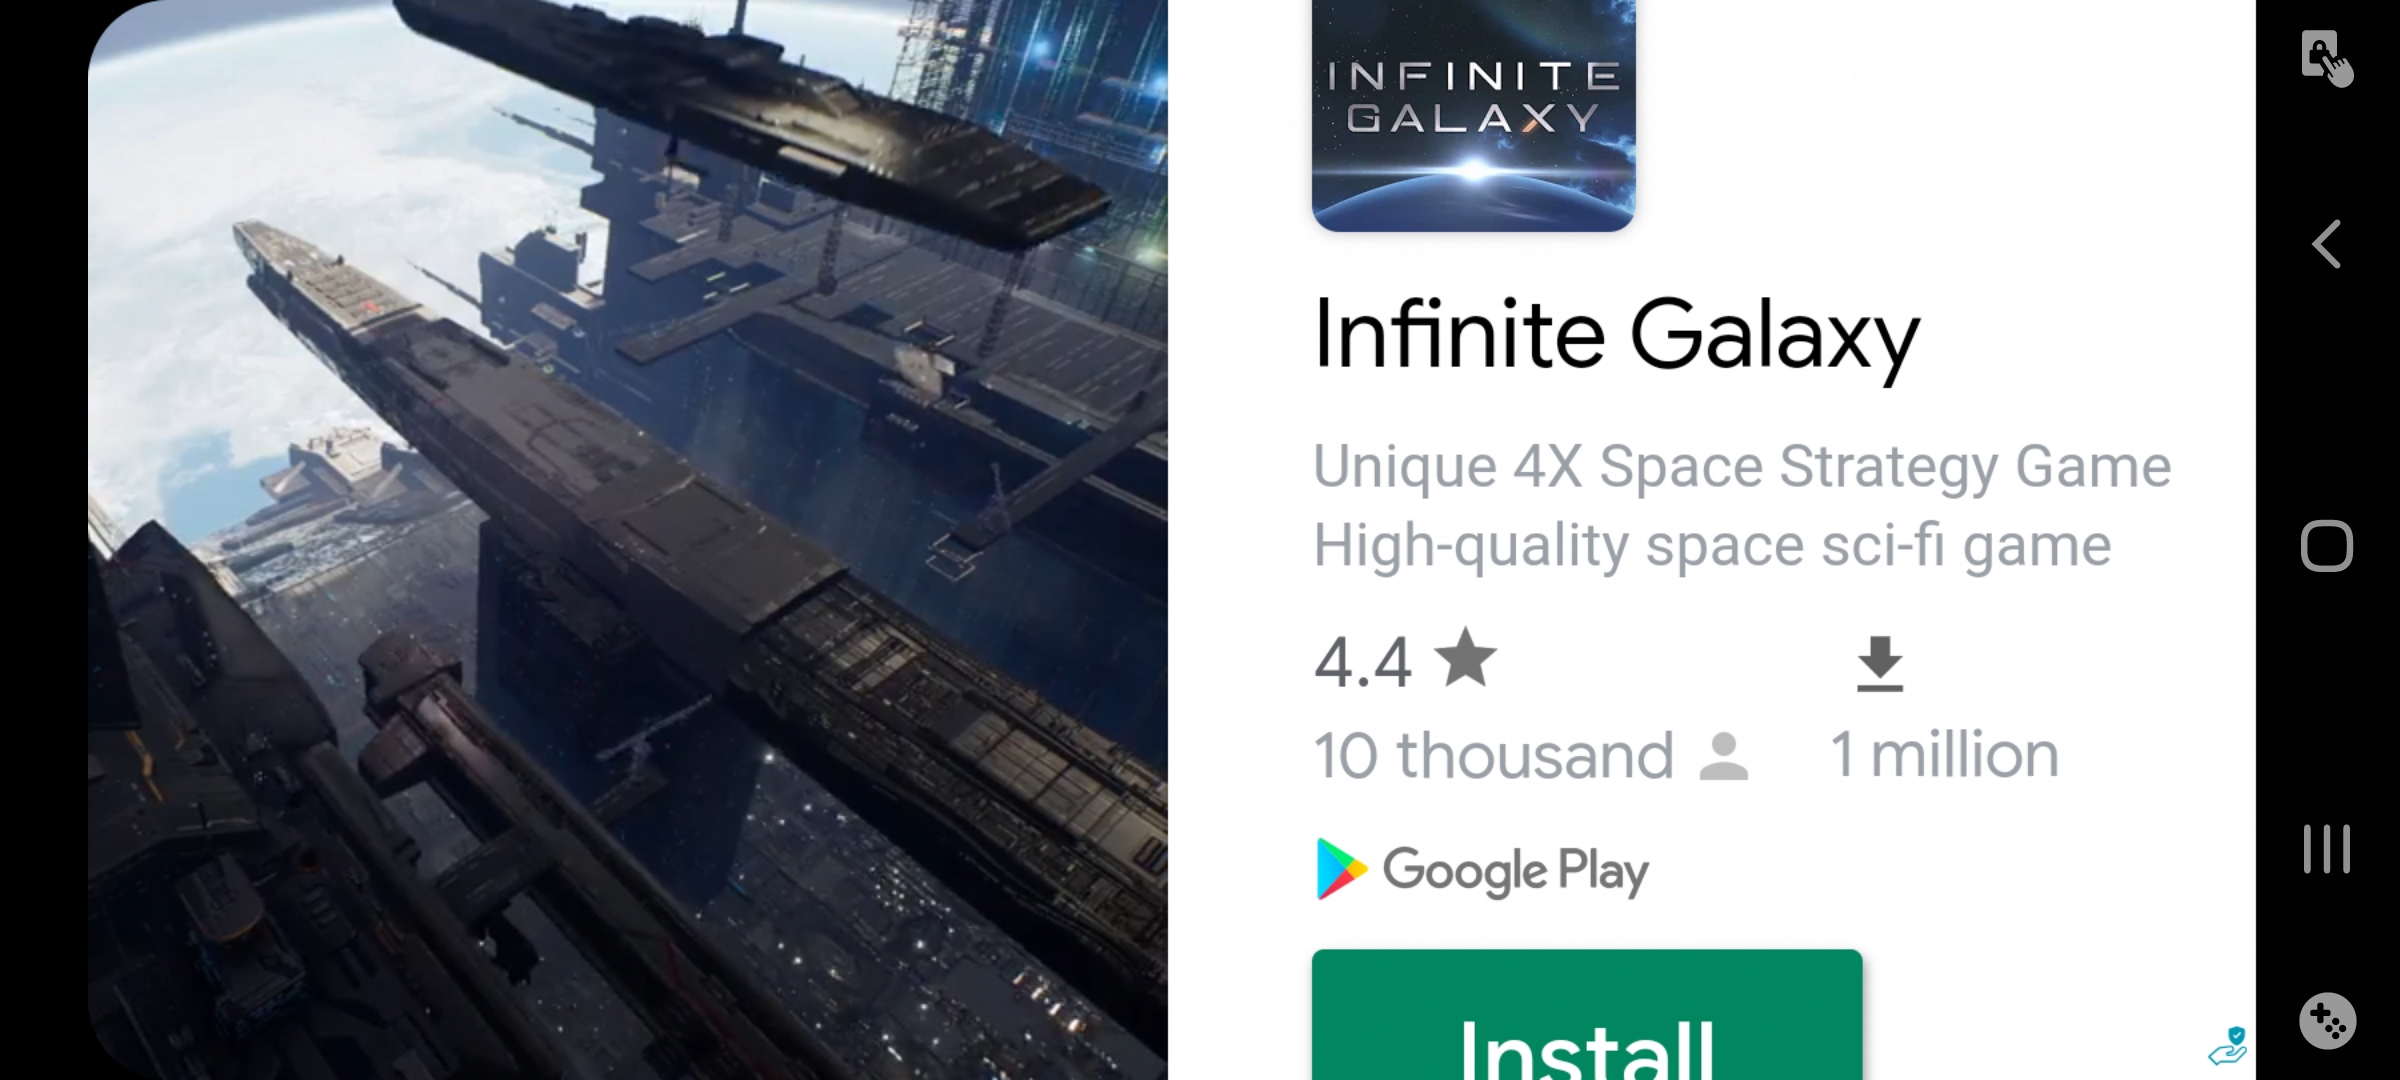 INFINITE
GALAXY
Infinite Galaxy
Unique 4X Space Strategy Game
High-quality space sci-fi game
4.4
10 thousand
1 million
Google Play
Install